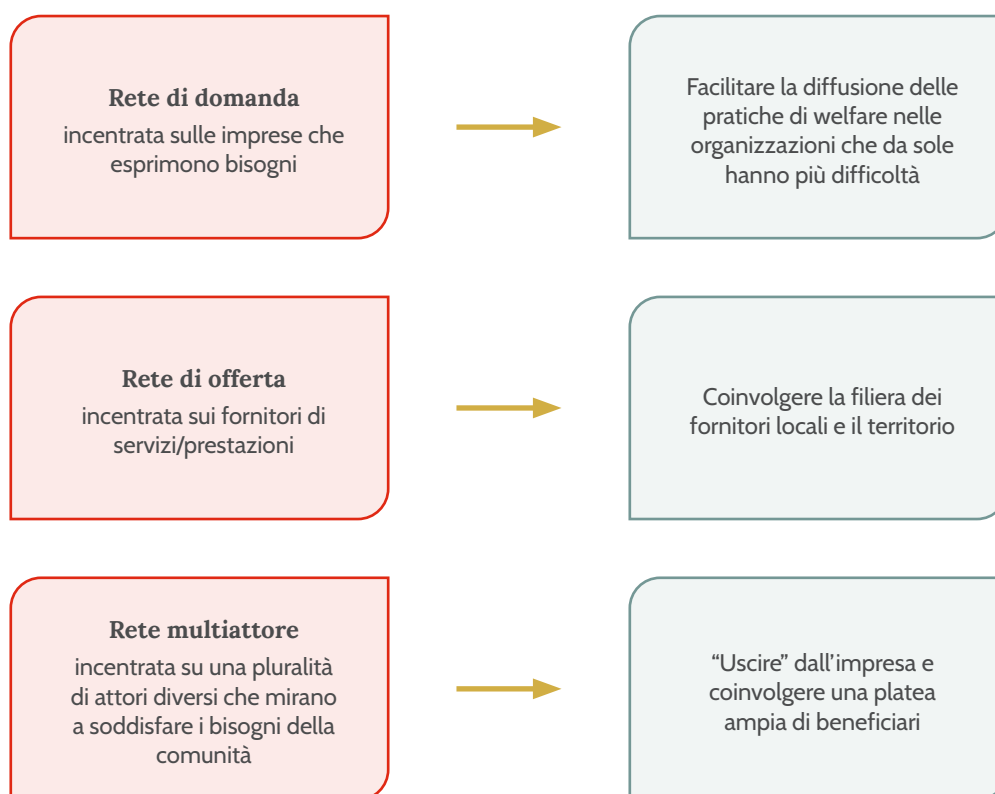 Rete di domanda
incentrata sulle imprese che
esprimono bisogni
Facilitare la diffusione delle
pratiche di welfare nelle
organizzazioni che da sole
hanno più difficoltà
Rete di offerta
incentrata sui fornitori di
servizi/prestazioni
Coinvolgere la filiera dei
fornitori locali e il territorio
Rete multiattore
incentrata su una pluralità
di attori diversi che mirano
a soddisfare i bisogni della
comunità
“Uscire” dall’impresa e
coinvolgere una platea
ampia di beneficiari